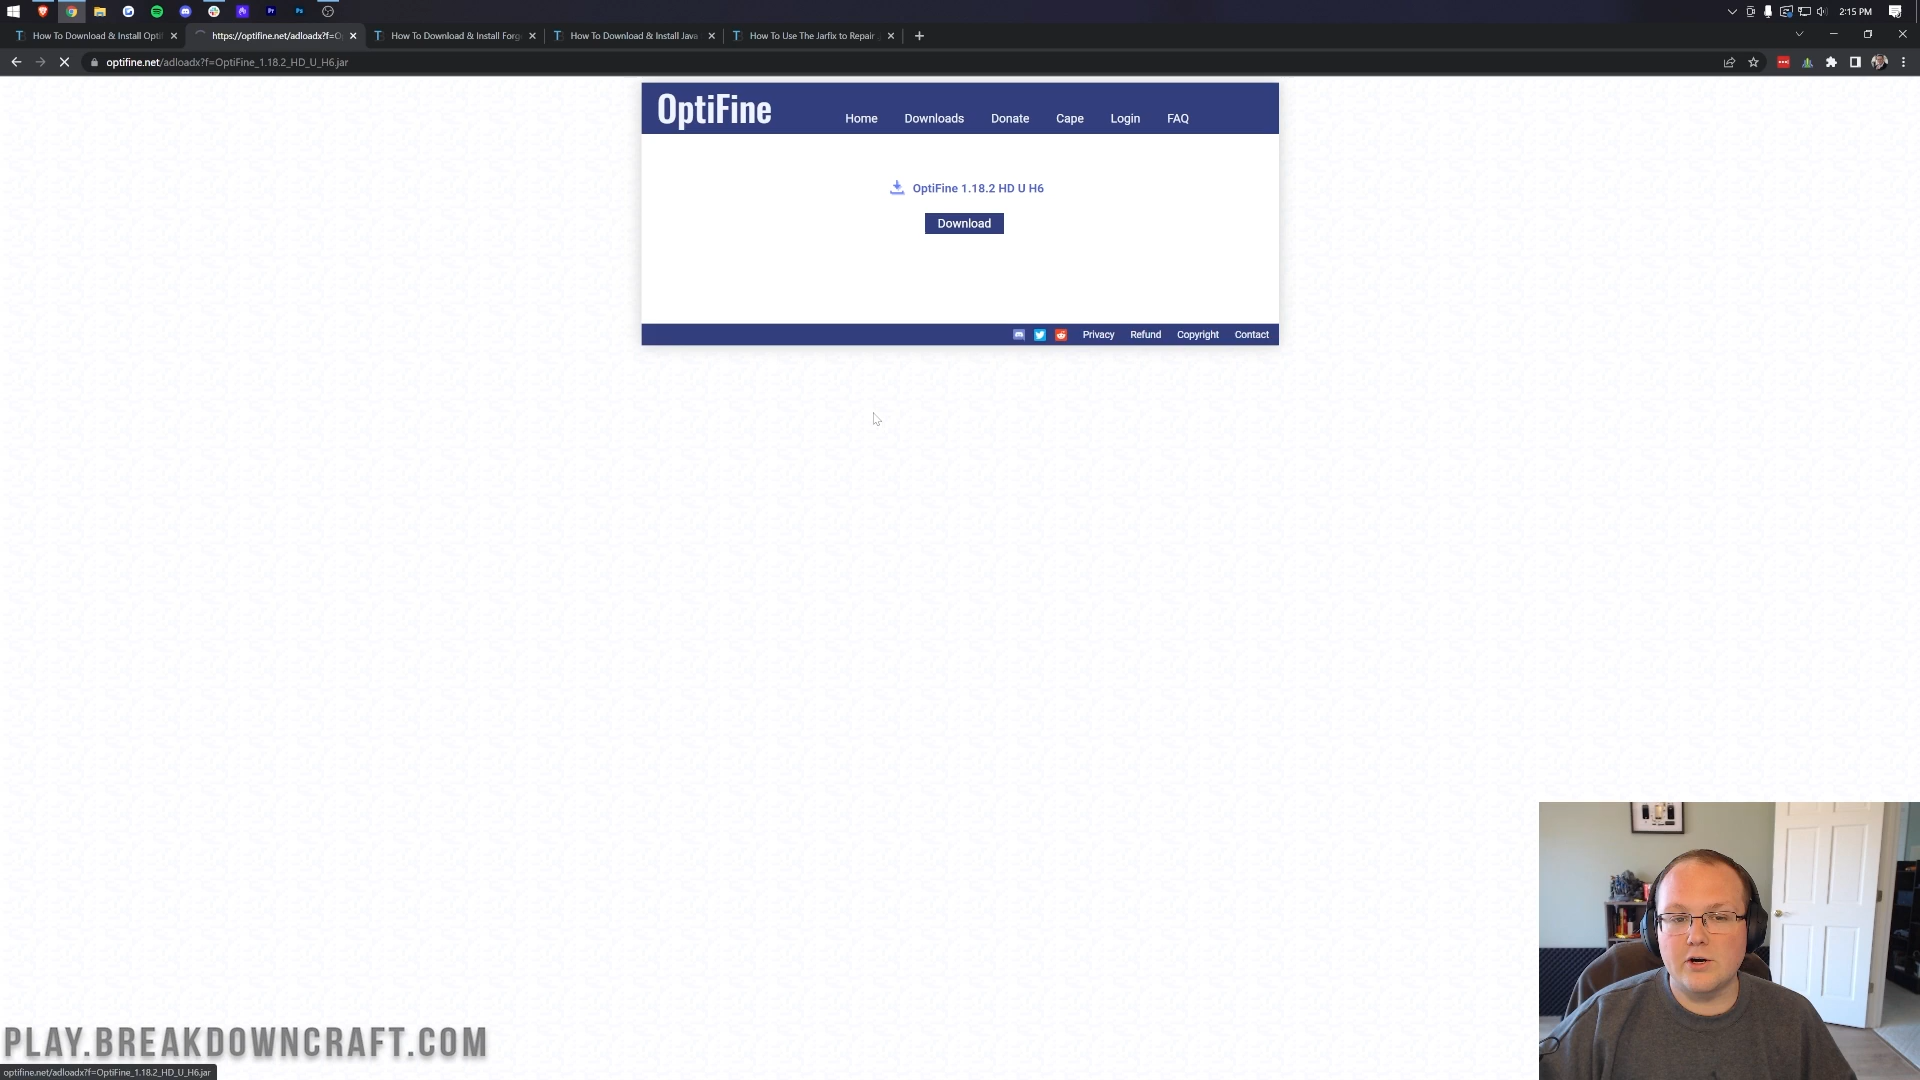 2:15 PM
How To Download & Install Opti
https://optifine.net/adloadx?f=O
How To Download & Install Forg
How To Download & Install Java
How To Use The Jarfix to Repair
optifine.net/adloadx?f=OptiFine_1.18.2_HD_U_H6.jar
OptiFine
Home Downloads Donate Cape Login FAQ
OptiFine 1.18.2 HD U H6
Download
Privacy Refund Copyright Contact
PLAY.BREAKDOWNCRAFT.COM
optifine.net/adloadx?f=OptiFine_1.18.2_HD_U_H6.jar